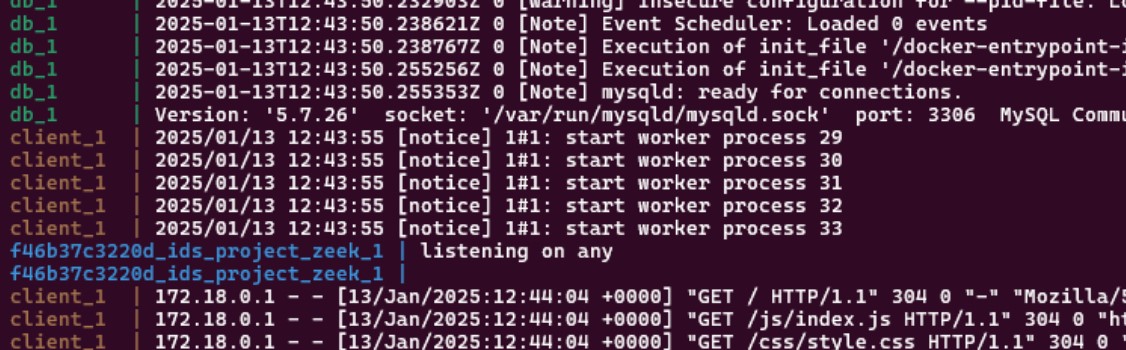 db_1 | 2025-01-13T12:43:50.232903Z 0 [Warning] Insecure configuration for --pid-file: Lo
db_1 | 2025-01-13T12:43:50.238621Z 0 [Note] Event Scheduler: Loaded 0 events
db_1 | 2025-01-13T12:43:50.238767Z 0 [Note] Execution of init_file '/docker-entrypoint-i
db_1 | 2025-01-13T12:43:50.255256Z 0 [Note] Execution of init_file '/docker-entrypoint-i
db_1 | 2025-01-13T12:43:50.255353Z 0 [Note] mysqld: ready for connections.
db_1 | Version: '5.7.26'  socket: '/var/run/mysqld/mysqld.sock'  port: 3306  MySQL Commu
client_1 | 2025/01/13 12:43:55 [notice] 1#1: start worker process 29
client_1 | 2025/01/13 12:43:55 [notice] 1#1: start worker process 30
client_1 | 2025/01/13 12:43:55 [notice] 1#1: start worker process 31
client_1 | 2025/01/13 12:43:55 [notice] 1#1: start worker process 32
client_1 | 2025/01/13 12:43:55 [notice] 1#1: start worker process 33
f46b37c3220d_ids_project_zeek_1 | listening on any
f46b37c3220d_ids_project_zeek_1 |
client_1 | 172.18.0.1 - - [13/Jan/2025:12:44:04 +0000] "GET / HTTP/1.1" 304 0 "-" "Mozilla/5
client_1 | 172.18.0.1 - - [13/Jan/2025:12:44:04 +0000] "GET /js/index.js HTTP/1.1" 304 0 "ht
client_1 | 172.18.0.1 - - [13/Jan/2025:12:44:04 +0000] "GET /css/style.css HTTP/1.1" 304 0 "